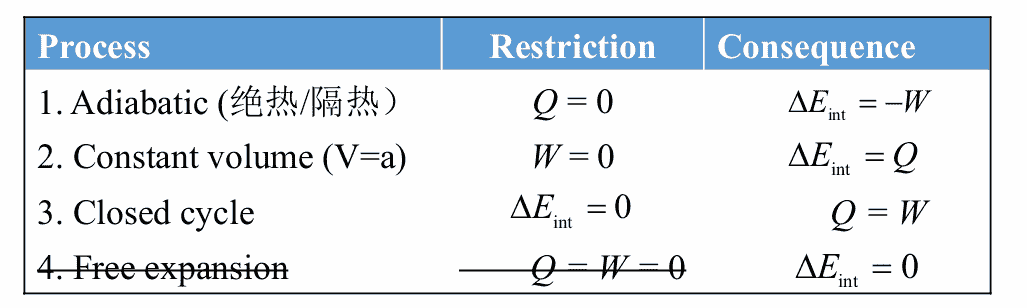 Process Restriction Consequence
1. Adiabatic (绝热/隔热） Q = 0 ΔE_int = –W
2. Constant volume (V=a) W = 0 ΔE_int = Q
3. Closed cycle ΔE_int = 0 Q = W
4. Free expansion Q = W = 0 ΔE_int = 0